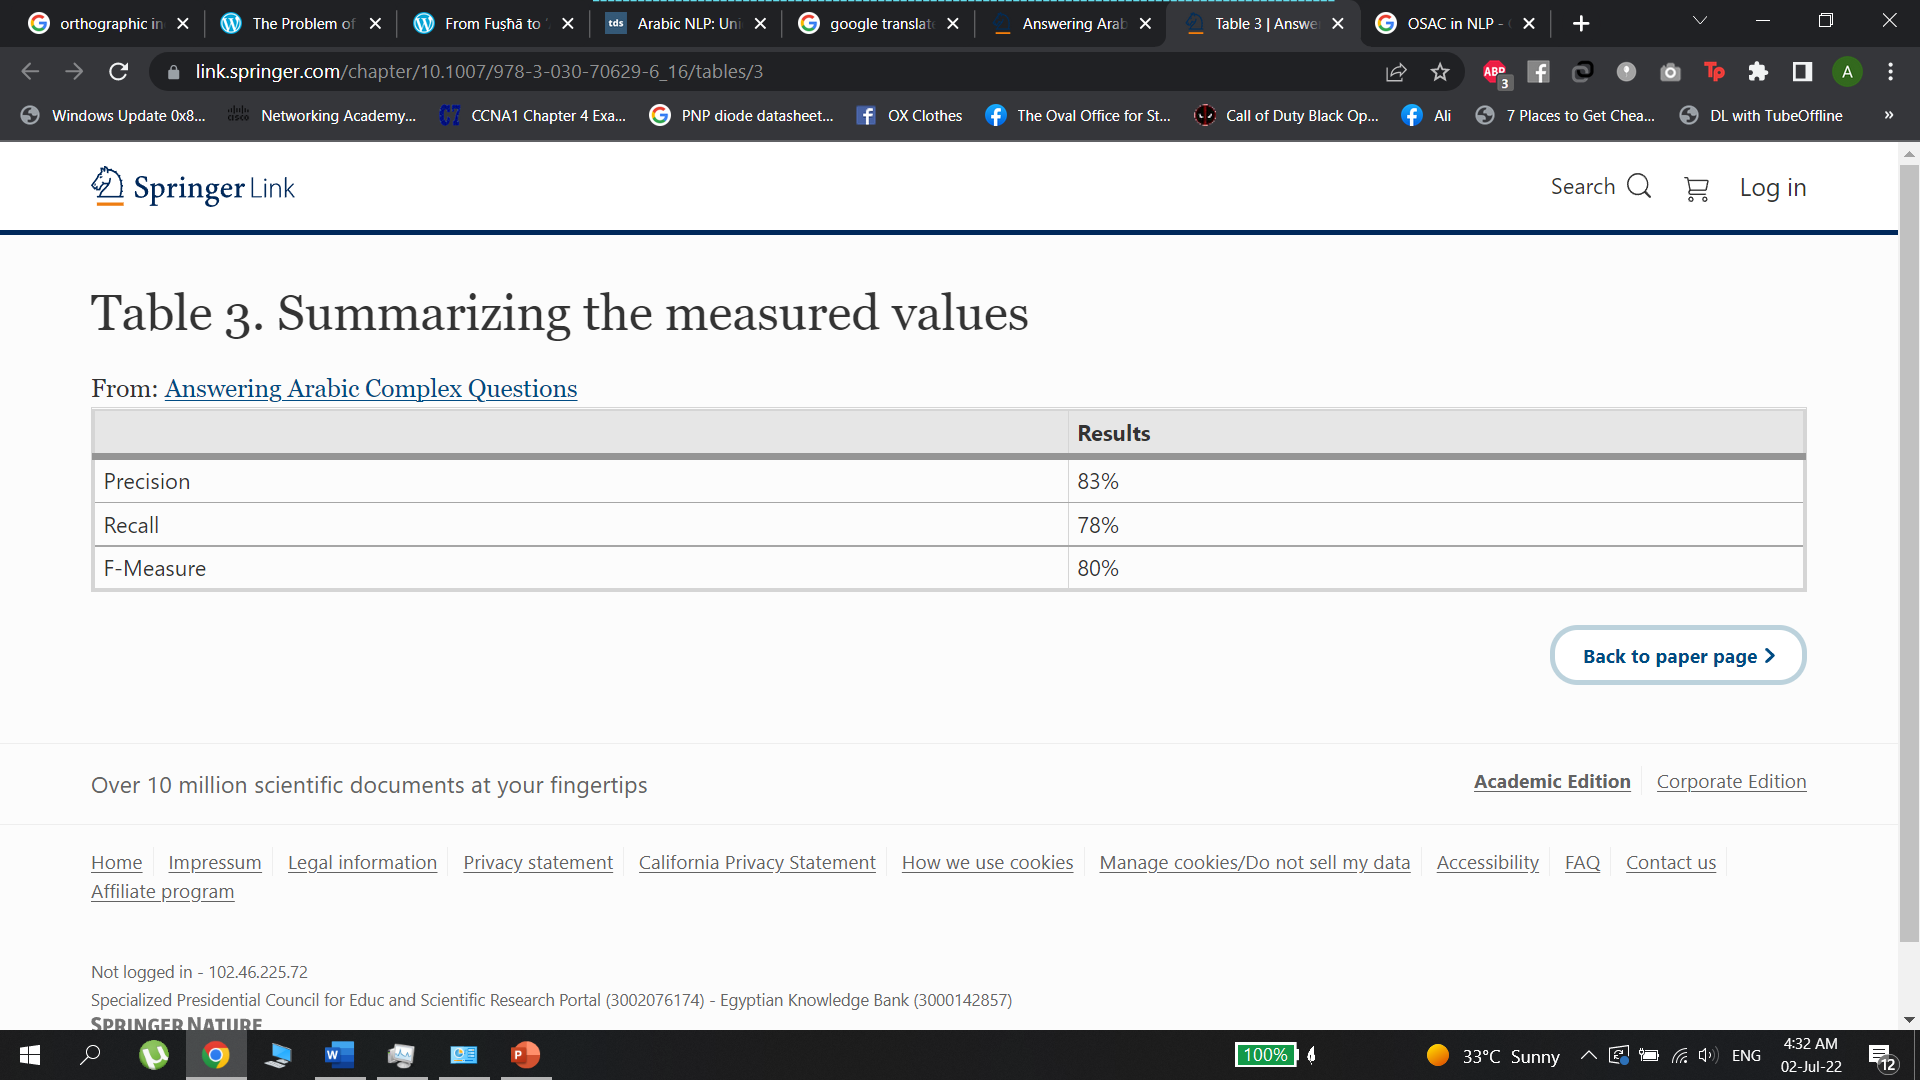 orthographic in
The Problem of
From Fuṣḥā to
tds Arabic NLP: Uni
google translate
Answering Arab
Table 3 | Answe
OSAC in NLP -
link.springer.com/chapter/10.1007/978-3-030-70629-6_16/tables/3
ABP 3
Tp
A
Windows Update 0x8...
Networking Academy...
CCNA1 Chapter 4 Exa...
PNP diode datasheet...
OX Clothes
The Oval Office for St...
Call of Duty Black Op...
Ali
7 Places to Get Chea...
DL with TubeOffline
»
Springer Link
Search
Log in
Table 3. Summarizing the measured values
From: Answering Arabic Complex Questions
Results
Precision 83%
Recall 78%
F-Measure 80%
Back to paper page
Over 10 million scientific documents at your fingertips
Academic Edition Corporate Edition
Home Impressum Legal information Privacy statement California Privacy Statement How we use cookies Manage cookies/Do not sell my data Accessibility FAQ Contact us
Affiliate program
Not logged in - 102.46.225.72
Specialized Presidential Council for Educ and Scientific Research Portal (3002076174) - Egyptian Knowledge Bank (3000142857)
SPRINGER NATURE
100%
33°C Sunny
ENG
4:32 AM
02-Jul-22
12